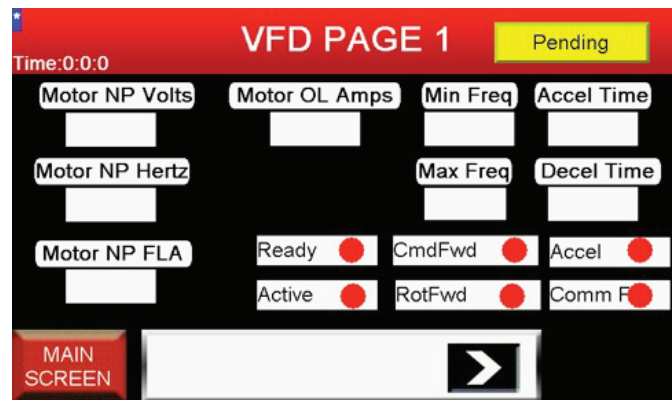 *
VFD PAGE 1
Pending
Time:0:0:0
Motor NP Volts
Motor OL Amps
Min Freq
Accel Time
Motor NP Hertz
Max Freq
Decel Time
Motor NP FLA
Ready
CmdFwd
Accel
Active
RotFwd
Comm F
MAIN
SCREEN